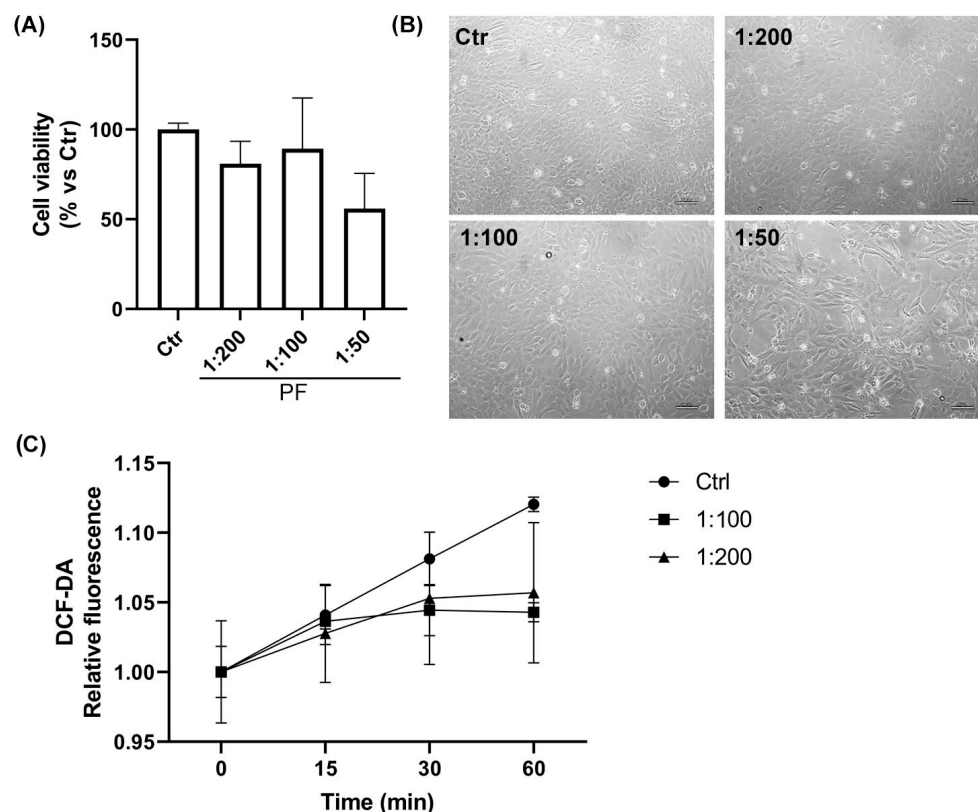 (A)
150
100
50
0
Cell viability
(% vs Ctr)
Ctr
1:200
1:100
1:50
PF
(B)
Ctr
1:200
1:100
1:50
(C)
1.15
1.10
1.05
1.00
0.95
DCF-DA
Relative fluorescence
0
15
30
60
Time (min)
Ctrl
1:100
1:200